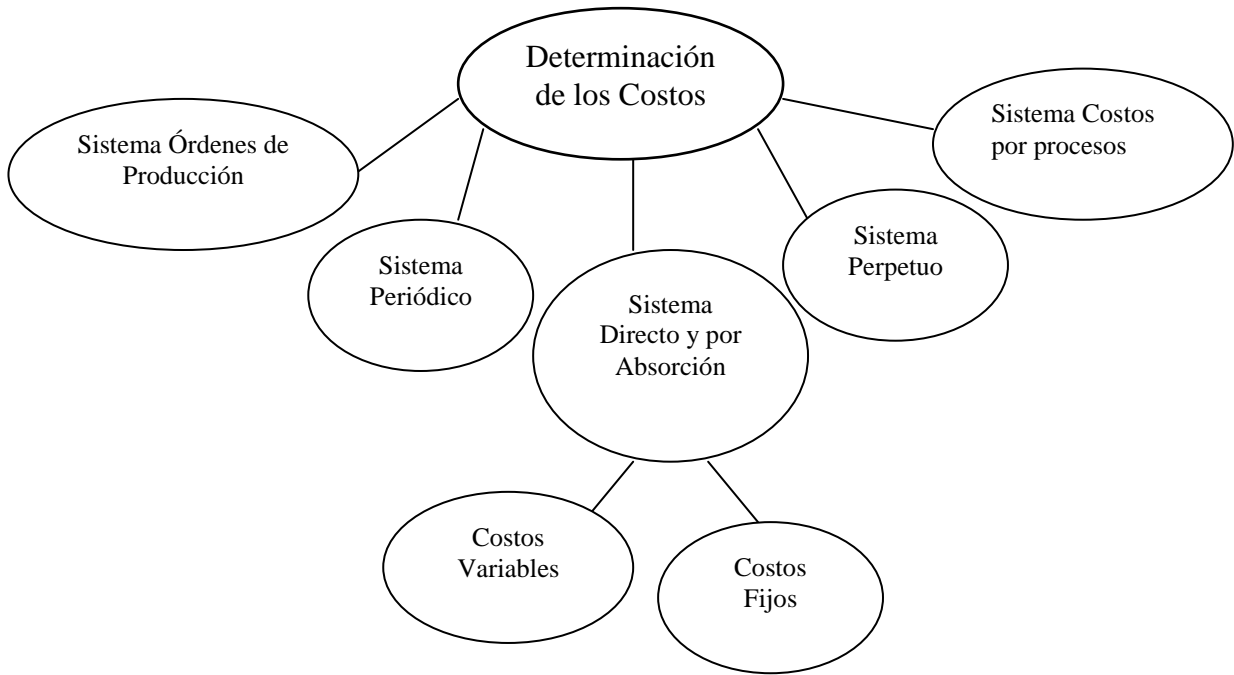 Determinación
de los Costos
Sistema Órdenes de
Producción
Sistema
Periódico
Sistema
Directo y por
Absorción
Sistema
Perpetuo
Sistema Costos
por procesos
Costos
Variables
Costos
Fijos